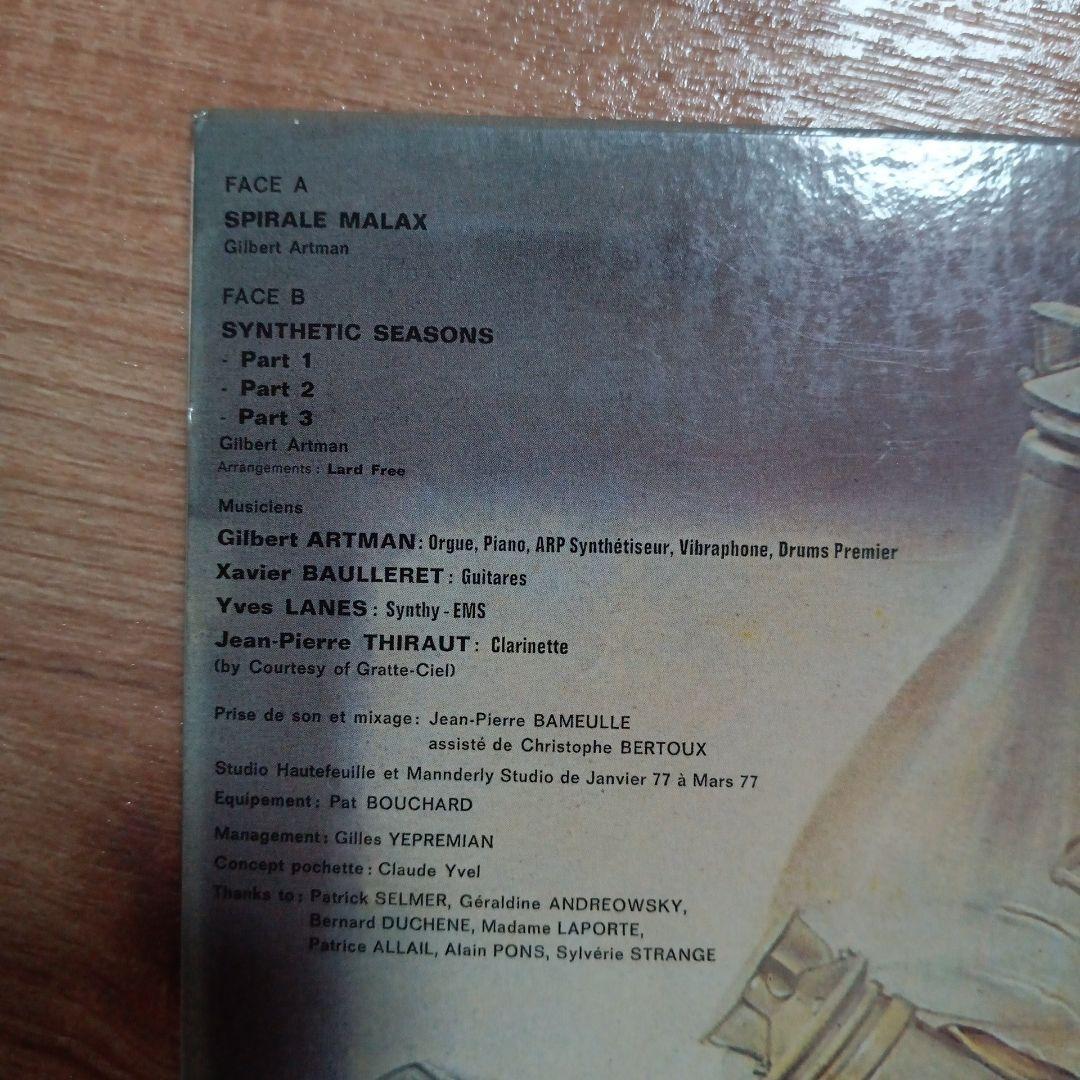 FACE A
SPIRALE MALAX
Gilbert Artman
FACE B
SYNTHETIC SEASONS
- Part 1
- Part 2
- Part 3
Gilbert Artman
Arrangements : Lard Free
Musiciens
Gilbert ARTMAN : Orgue, Piano, ARP Synthétiseur, Vibraphone, Drums Premier
Xavier BAULLERET : Guitares
Yves LANES : Synthy - EMS
Jean-Pierre THIRAUT : Clarinette
(by Courtesy of Gratte-Ciel)
Prise de son et mixage : Jean-Pierre BAMEULLE
assisté de Christophe BERTOUX
Studio Hautefeuille et Mannderly Studio de Janvier 77 à Mars 77
Equipement : Pat BOUCHARD
Management : Gilles YEPREMIAN
Concept pochette : Claude Yvel
Thanks to : Patrick SELMER, Géraldine ANDREOWSKY,
Bernard DUCHENE, Madame LAPORTE,
Patrice ALLAIL, Alain PONS, Sylvérie STRANGE